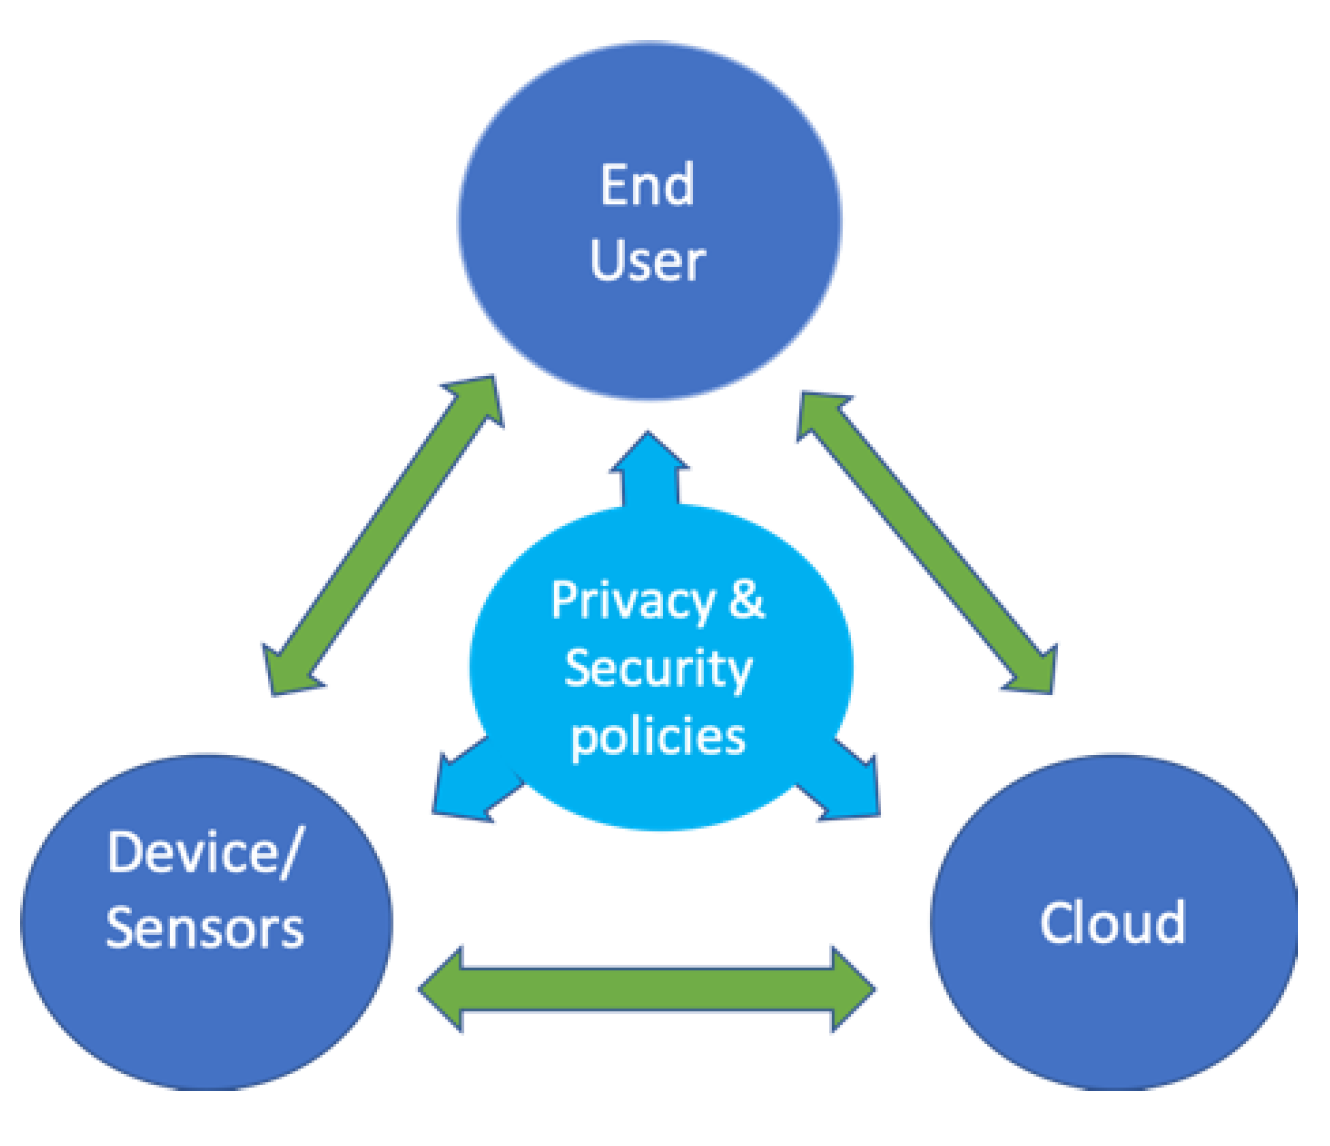 End
User
Privacy &
Security
policies
Device/
Sensors
Cloud